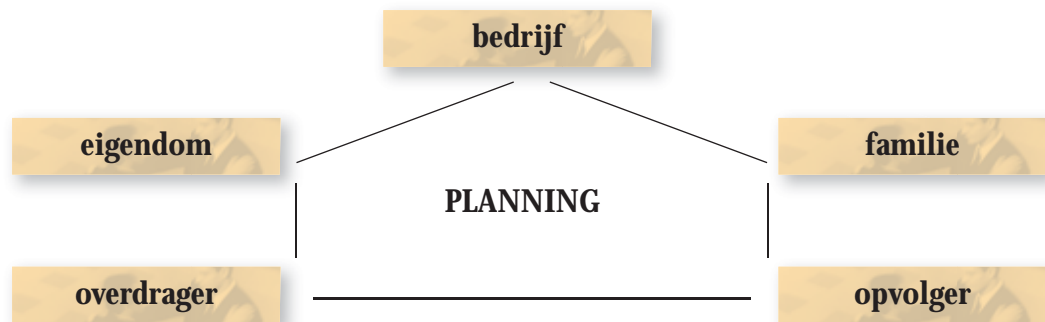 bedrijf
eigendom
familie
PLANNING
overdrager
opvolger